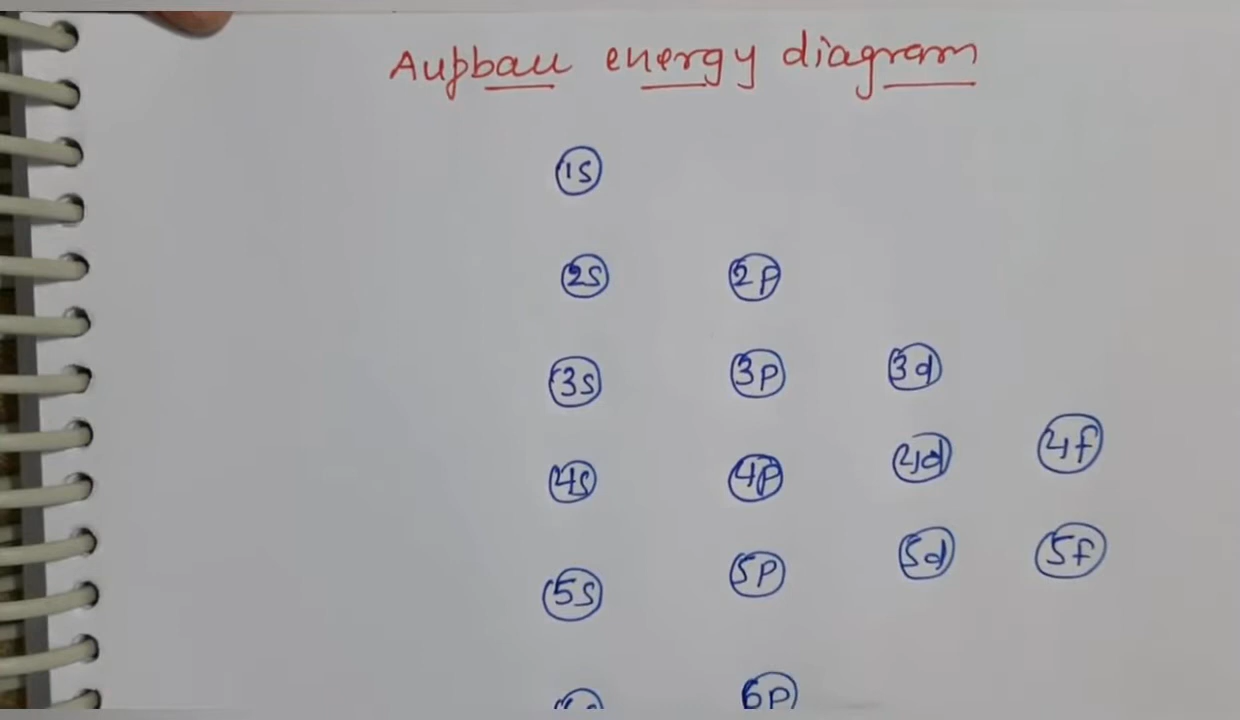 Aufbau energy diagram
1s
2s 2p
3s 3p 3d
4s 4p 4d 4f
5s 5p 5d 5f
6p